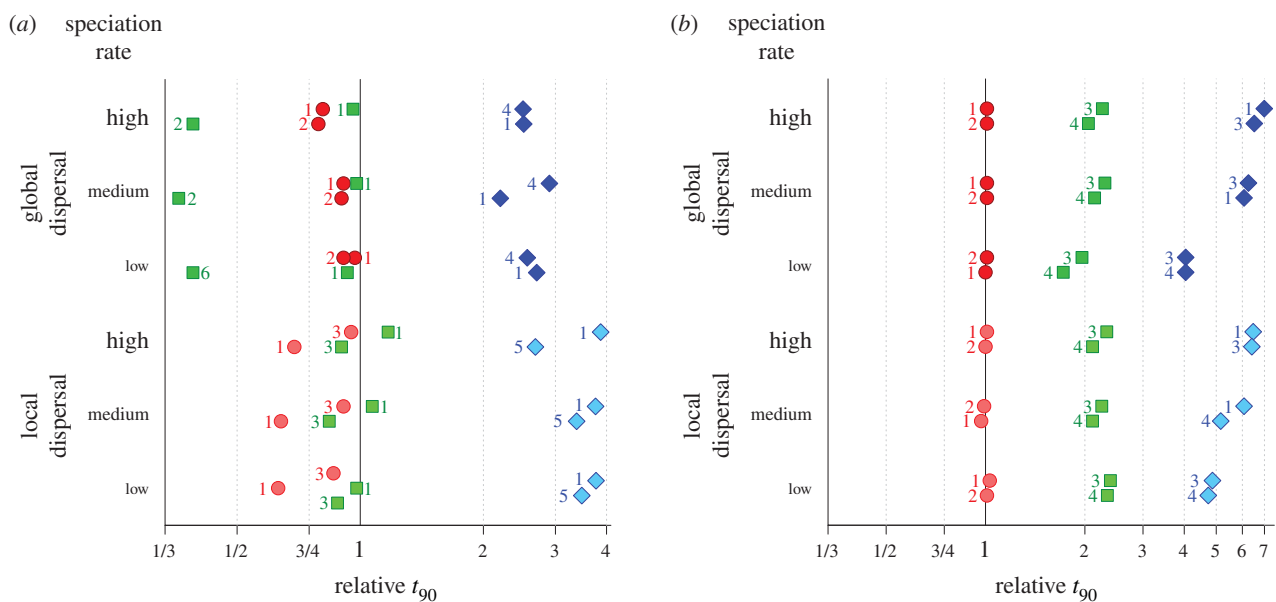 (a) speciation rate
high
1 1 4
2 2 1
global dispersal
medium
1 1 4
2 2 1
low
2 1 4
6 1 1
local dispersal
high
3 1 1
1 3 5
medium
3 1 1
1 3 5
low
3
1 1 1
3 5
1/3 1/2 3/4 1 2 3 4
relative t90
(b) speciation rate
high
1 3 1
2 4 3
global dispersal
medium
1 3 3
2 4 1
low
2 3 3
1 4 4
local dispersal
high
1 3 1
2 4 3
medium
2 3 1
1 4 4
low
1 3 3
2 4 4
1/3 1/2 3/4 1 2 3 4 5 6 7
relative t90